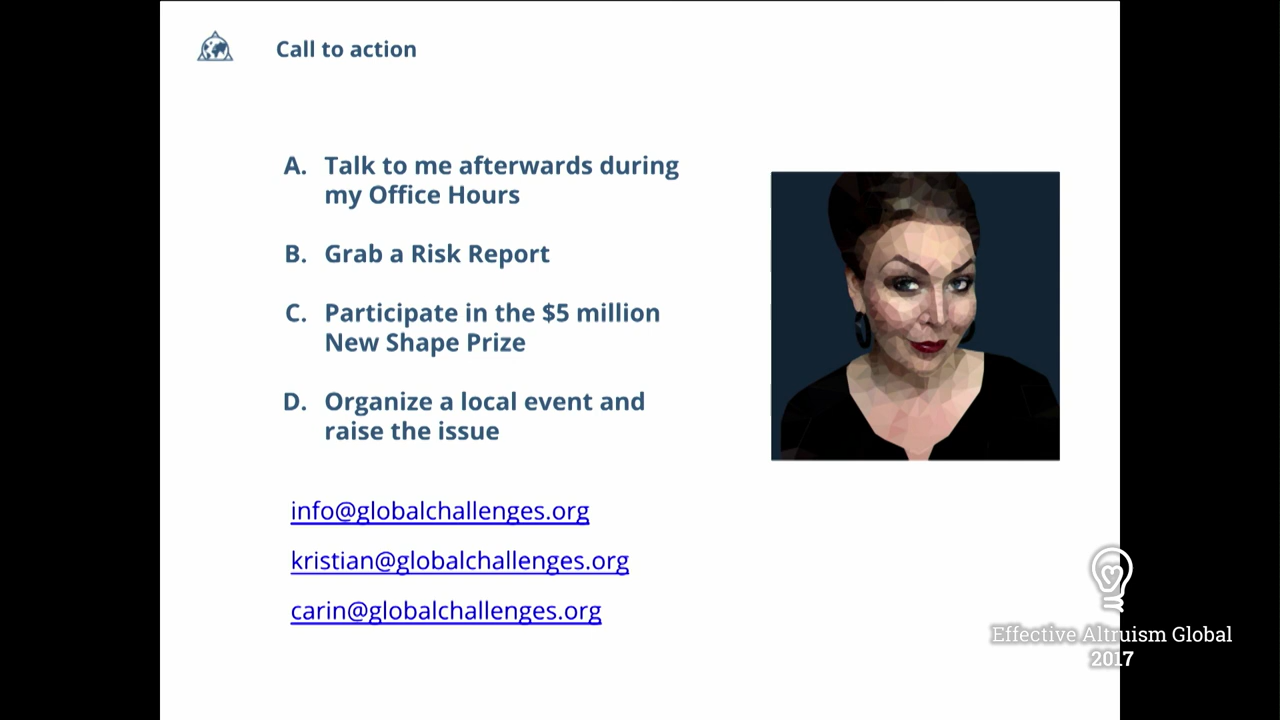 Call to action
A. Talk to me afterwards during
my Office Hours
B. Grab a Risk Report
C. Participate in the $5 million
New Shape Prize
D. Organize a local event and
raise the issue
info@globalchallenges.org
kristian@globalchallenges.org
carin@globalchallenges.org
Effective Altruism Global
2017